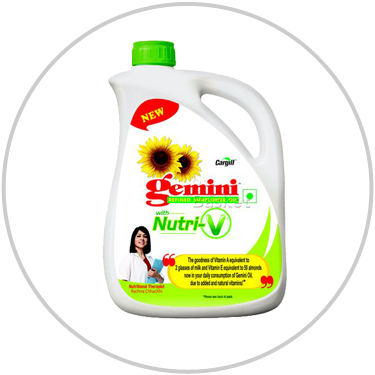 NEW
Cargill
gemini
REFINED SUNFLOWER OIL
with
Nutri-V
The goodness of Vitamin A equivalent to
2 glasses of milk and Vitamin E equivalent to 50 almonds
now in your daily consumption of Gemini Oil,
due to added and natural vitamins*
Nutritional Therapist